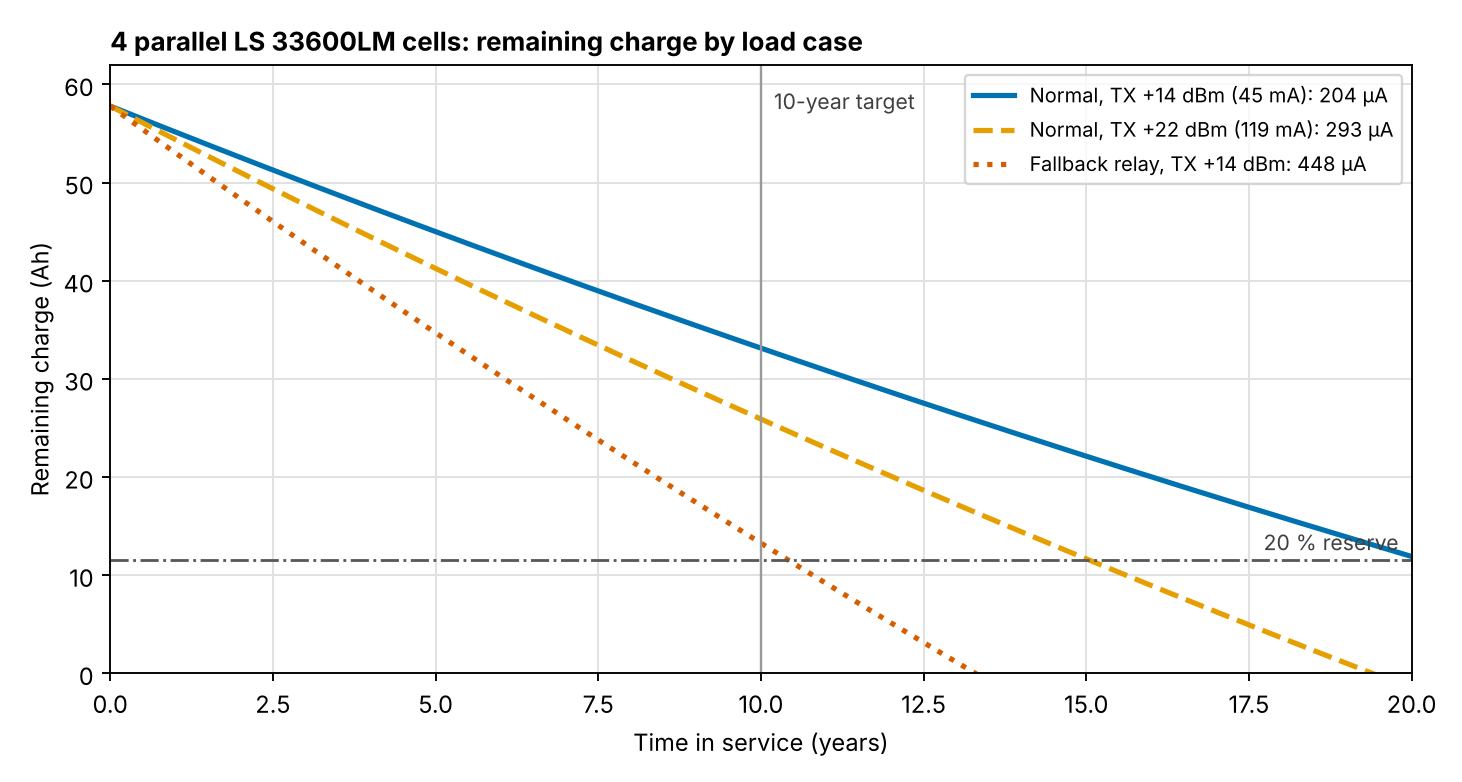 4 parallel LS 33600LM cells: remaining charge by load case
10-year target
Normal, TX +14 dBm (45 mA): 204 µA
Normal, TX +22 dBm (119 mA): 293 µA
Fallback relay, TX +14 dBm: 448 µA
60
50
40
30
20
10
0
Remaining charge (Ah)
20 % reserve
0.0 2.5 5.0 7.5 10.0 12.5 15.0 17.5 20.0
Time in service (years)